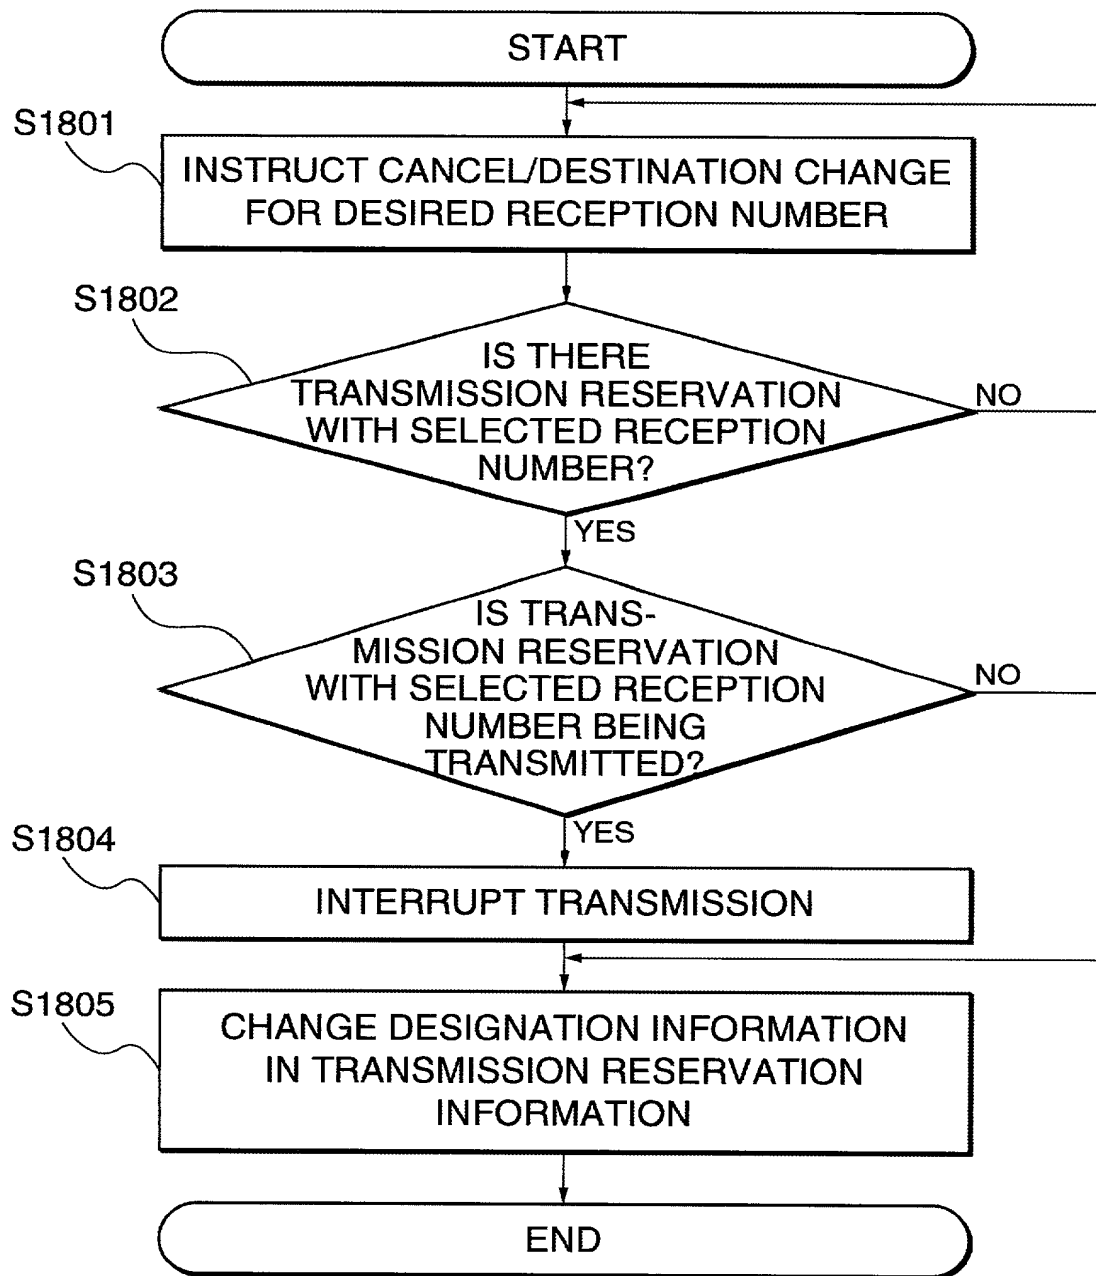 START
S1801
INSTRUCT CANCEL/DESTINATION CHANGE
FOR DESIRED RECEPTION NUMBER
S1802
IS THERE
TRANSMISSION RESERVATION
WITH SELECTED RECEPTION
NUMBER?
NO
YES
S1803
IS TRANS-
MISSION RESERVATION
WITH SELECTED RECEPTION
NUMBER BEING
TRANSMITTED?
NO
YES
S1804
INTERRUPT TRANSMISSION
S1805
CHANGE DESIGNATION INFORMATION
IN TRANSMISSION RESERVATION
INFORMATION
END